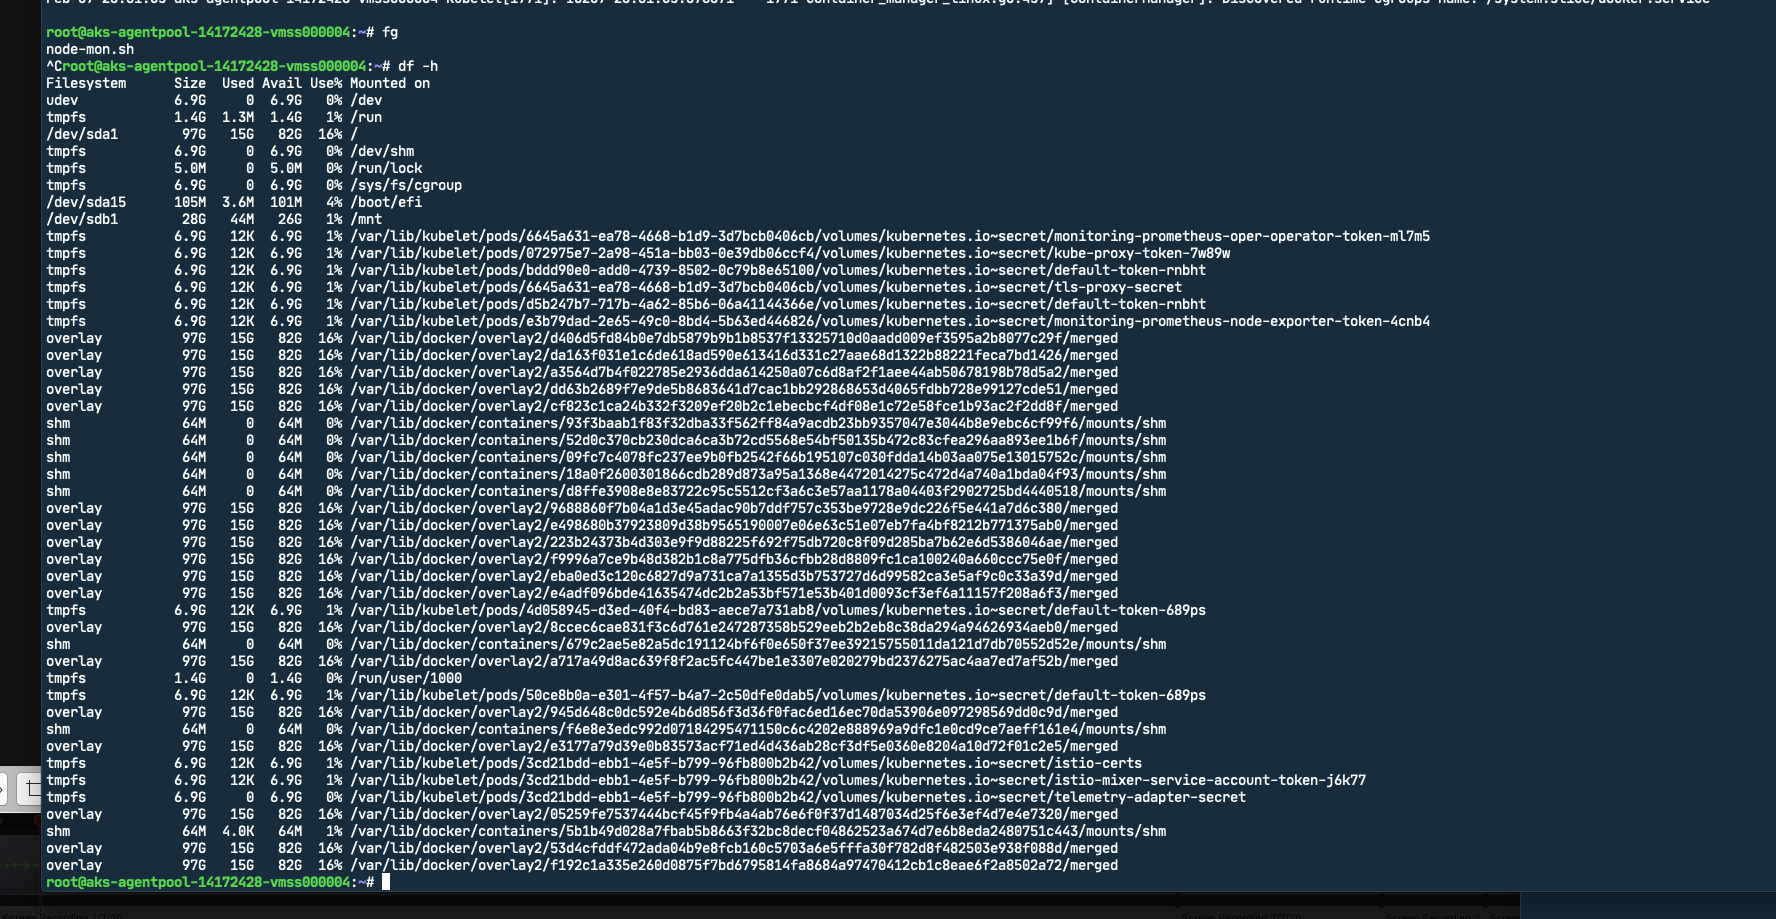 root@aks-agentpool-14172428-vmss000004:~# fg
node-mon.sh
^Croot@aks-agentpool-14172428-vmss000004:~# df -h
Filesystem      Size  Used Avail Use% Mounted on
udev            6.9G     0  6.9G   0% /dev
tmpfs           1.4G  1.3M  1.4G   1% /run
/dev/sda1        97G   15G   82G  16% /
tmpfs           6.9G     0  6.9G   0% /dev/shm
tmpfs           5.0M     0  5.0M   0% /run/lock
tmpfs           6.9G     0  6.9G   0% /sys/fs/cgroup
/dev/sda15      105M  3.6M  101M   4% /boot/efi
/dev/sdb1        28G   44M   26G   1% /mnt
tmpfs           6.9G   12K  6.9G   1% /var/lib/kubelet/pods/6645a631-ea78-4668-b1d9-3d7bcb0406cb/volumes/kubernetes.io~secret/monitoring-prometheus-oper-operator-token-ml7m5
tmpfs           6.9G   12K  6.9G   1% /var/lib/kubelet/pods/072975e7-2a98-451a-bb03-0e39db06ccf4/volumes/kubernetes.io~secret/kube-proxy-token-7w89w
tmpfs           6.9G   12K  6.9G   1% /var/lib/kubelet/pods/bddd90e0-add0-4739-8502-0c79b8e65100/volumes/kubernetes.io~secret/default-token-rnbht
tmpfs           6.9G   12K  6.9G   1% /var/lib/kubelet/pods/6645a631-ea78-4668-b1d9-3d7bcb0406cb/volumes/kubernetes.io~secret/tls-proxy-secret
tmpfs           6.9G   12K  6.9G   1% /var/lib/kubelet/pods/d5b247b7-717b-4a62-85b6-06a41144366e/volumes/kubernetes.io~secret/default-token-rnbht
tmpfs           6.9G   12K  6.9G   1% /var/lib/kubelet/pods/e3b79dad-2e65-49c0-8bd4-5b63ed446826/volumes/kubernetes.io~secret/monitoring-prometheus-node-exporter-token-4cnb4
overlay          97G   15G   82G  16% /var/lib/docker/overlay2/d406d5fd84b0e7db5879b9b1b8537f13325710d0aadd009ef3595a2b8077c29f/merged
overlay          97G   15G   82G  16% /var/lib/docker/overlay2/da163f031e1c6de618ad590e613416d331c27aae68d1322b88221feca7bd1426/merged
overlay          97G   15G   82G  16% /var/lib/docker/overlay2/a3564d7b4f022785e2936dda614250a07c6d8af2f1aee44ab50678198b78d5a2/merged
overlay          97G   15G   82G  16% /var/lib/docker/overlay2/dd63b2689f7e9de5b8683641d7cac1bb292868653d4065fdbb728e99127cde51/merged
overlay          97G   15G   82G  16% /var/lib/docker/overlay2/cf823c1ca24b332f3209ef20b2c1ebecbcf4df08e1c72e58fce1b93ac2f2dd8f/merged
shm              64M     0   64M   0% /var/lib/docker/containers/93f3baab1f83f32dba33f562ff84a9acdb23bb9357047e3044b8e9ebc6cf99f6/mounts/shm
shm              64M     0   64M   0% /var/lib/docker/containers/52d0c370cb230dca6ca3b72cd5568e54bf50135b472c83cfea296aa893ee1b6f/mounts/shm
shm              64M     0   64M   0% /var/lib/docker/containers/09fc7c4078fc237ee9b0fb2542f66b195107c030fdda14b03aa075e13015752c/mounts/shm
shm              64M     0   64M   0% /var/lib/docker/containers/18a0f2600301866cdb289d873a95a1368e4472014275c472d4a740a1bda04f93/mounts/shm
shm              64M     0   64M   0% /var/lib/docker/containers/d8ffe3908e8e83722c95c5512cf3a6c3e57aa1178a04403f2902725bd4440518/mounts/shm
overlay          97G   15G   82G  16% /var/lib/docker/overlay2/9688860f7b04a1d3e45adac90b7ddf757c353be9728e9dc226f5e441a7d6c380/merged
overlay          97G   15G   82G  16% /var/lib/docker/overlay2/e498680b37923809d38b9565190007e06e63c51e07eb7fa4bf8212b771375ab0/merged
overlay          97G   15G   82G  16% /var/lib/docker/overlay2/223b24373b4d303e9f9d88225f692f75db720c8f09d285ba7b62e6d5386046ae/merged
overlay          97G   15G   82G  16% /var/lib/docker/overlay2/f9996a7ce9b48d382b1c8a775dfb36cfbb28d8809fc1ca100240a660ccc75e0f/merged
overlay          97G   15G   82G  16% /var/lib/docker/overlay2/eba0ed3c120c6827d9a731ca7a1355d3b753727d6d99582ca3e5af9c0c33a39d/merged
overlay          97G   15G   82G  16% /var/lib/docker/overlay2/e4adf096bde41635474dc2b2a53bf571e53b401d0093cf3ef6a11157f208a6f3/merged
tmpfs           6.9G   12K  6.9G   1% /var/lib/kubelet/pods/4d058945-d3ed-40f4-bd83-aece7a731ab8/volumes/kubernetes.io~secret/default-token-689ps
overlay          97G   15G   82G  16% /var/lib/docker/overlay2/8ccec6cae831f3c6d761e247287358b529eeb2b2eb8c38da294a94626934aeb0/merged
shm              64M     0   64M   0% /var/lib/docker/containers/679c2ae5e82a5dc191124bf6f0e650f37ee39215755011da121d7db70552d52e/mounts/shm
overlay          97G   15G   82G  16% /var/lib/docker/overlay2/a717a49d8ac639f8f2ac5fc447be1e3307e020279bd2376275ac4aa7ed7af52b/merged
tmpfs           1.4G     0  1.4G   0% /run/user/1000
tmpfs           6.9G   12K  6.9G   1% /var/lib/kubelet/pods/50ce8b0a-e301-4f57-b4a7-2c50dfe0dab5/volumes/kubernetes.io~secret/default-token-689ps
overlay          97G   15G   82G  16% /var/lib/docker/overlay2/945d648c0dc592e4b6d856f3d36f0fac6ed16ec70da53906e097298569dd0c9d/merged
shm              64M     0   64M   0% /var/lib/docker/containers/f6e8e3edc992d07184295471150c6c4202e888969a9dfc1e0cd9ce7aeff161e4/mounts/shm
overlay          97G   15G   82G  16% /var/lib/docker/overlay2/e3177a79d39e0b83573acf71ed4d436ab28cf3df5e0360e8204a10d72f01c2e5/merged
tmpfs           6.9G   12K  6.9G   1% /var/lib/kubelet/pods/3cd21bdd-ebb1-4e5f-b799-96fb800b2b42/volumes/kubernetes.io~secret/istio-certs
tmpfs           6.9G   12K  6.9G   1% /var/lib/kubelet/pods/3cd21bdd-ebb1-4e5f-b799-96fb800b2b42/volumes/kubernetes.io~secret/istio-mixer-service-account-token-j6k77
tmpfs           6.9G     0  6.9G   0% /var/lib/kubelet/pods/3cd21bdd-ebb1-4e5f-b799-96fb800b2b42/volumes/kubernetes.io~secret/telemetry-adapter-secret
overlay          97G   15G   82G  16% /var/lib/docker/overlay2/05259fe7537444bcf45f9fb4a4ab76e6f0f37d1487034d25f6e3ef4d7e4e7320/merged
shm              64M  4.0K   64M   1% /var/lib/docker/containers/5b1b49d028a7fbab5b8663f32bc8decf04862523a674d7e6b8eda2480751c443/mounts/shm
overlay          97G   15G   82G  16% /var/lib/docker/overlay2/53d4cfddf472ada04b9e8fcb160c5703a6e5fffa30f782d8f482503e938f088d/merged
overlay          97G   15G   82G  16% /var/lib/docker/overlay2/f192c1a335e260d0875f7bd6795814fa8684a97470412cb1c8eae6f2a8502a72/merged
root@aks-agentpool-14172428-vmss000004:~#